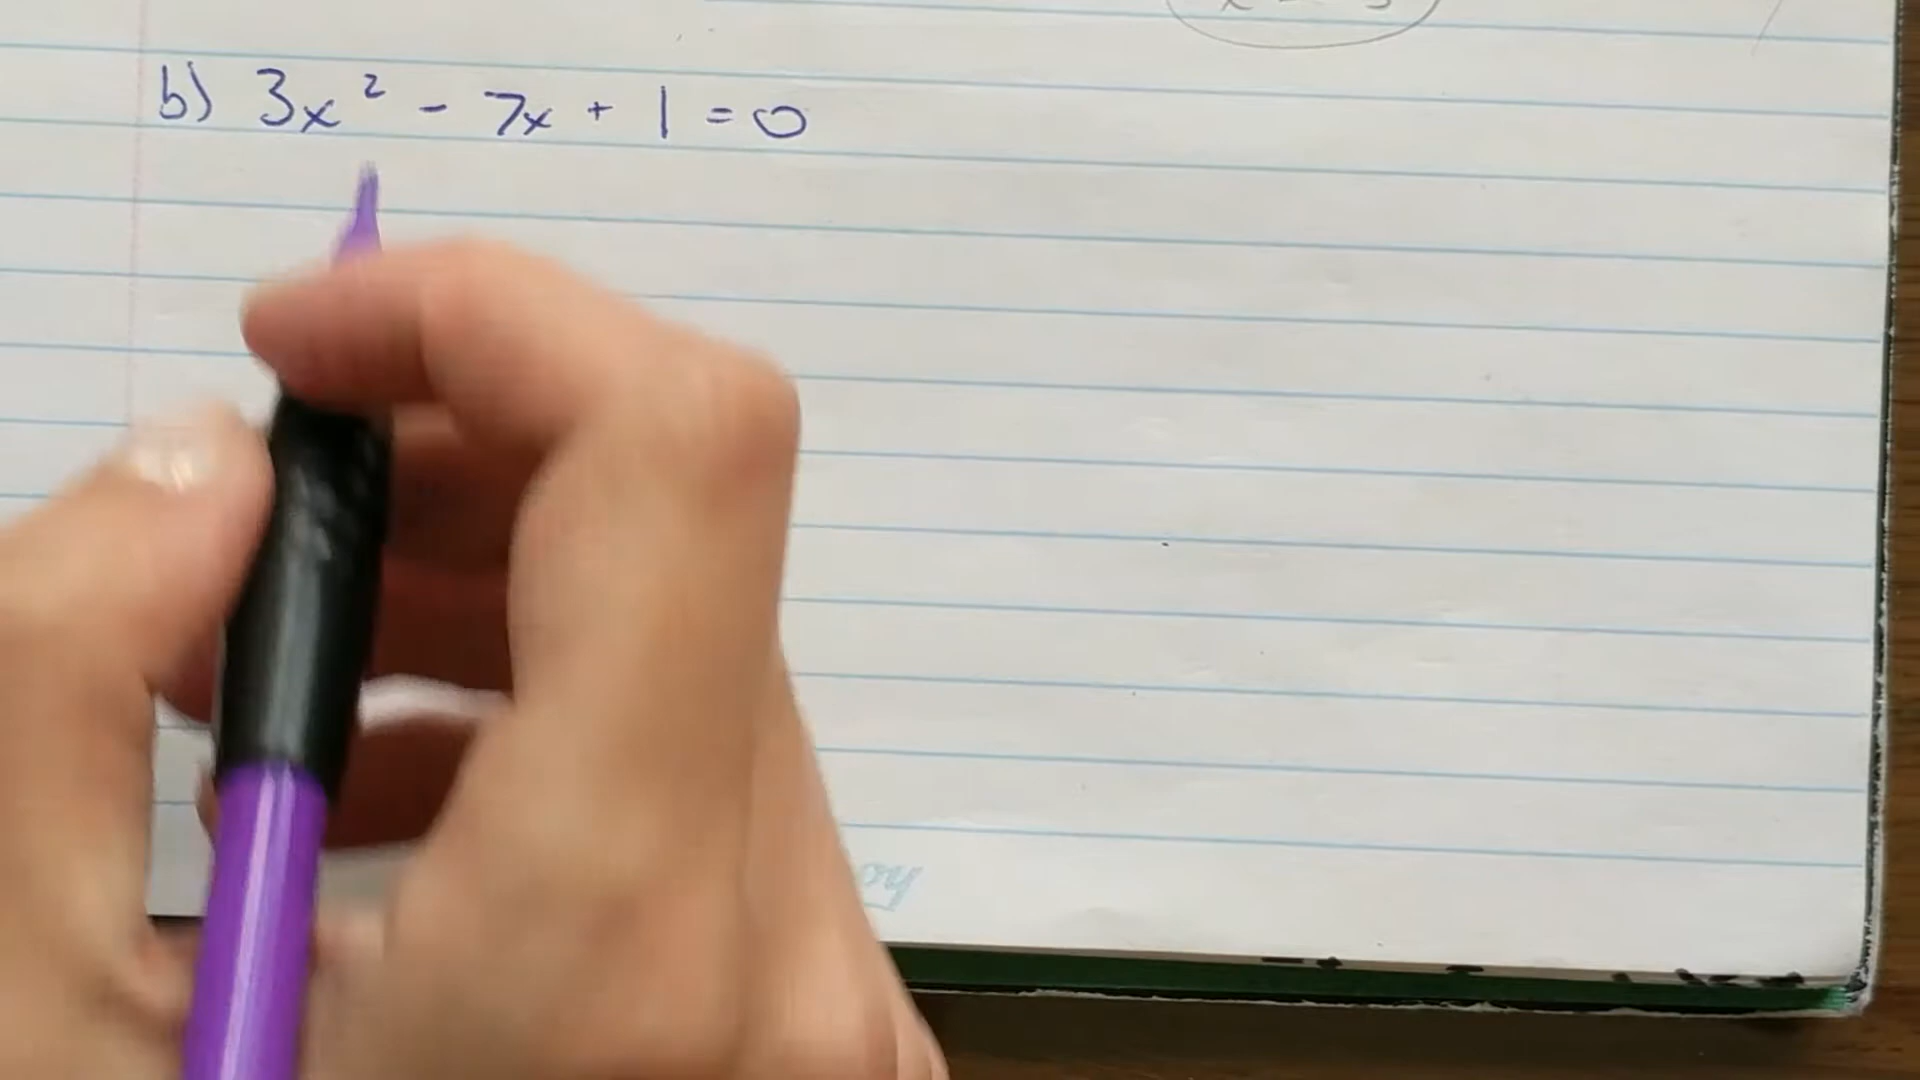 b) 3x² - 7x + 1 = 0